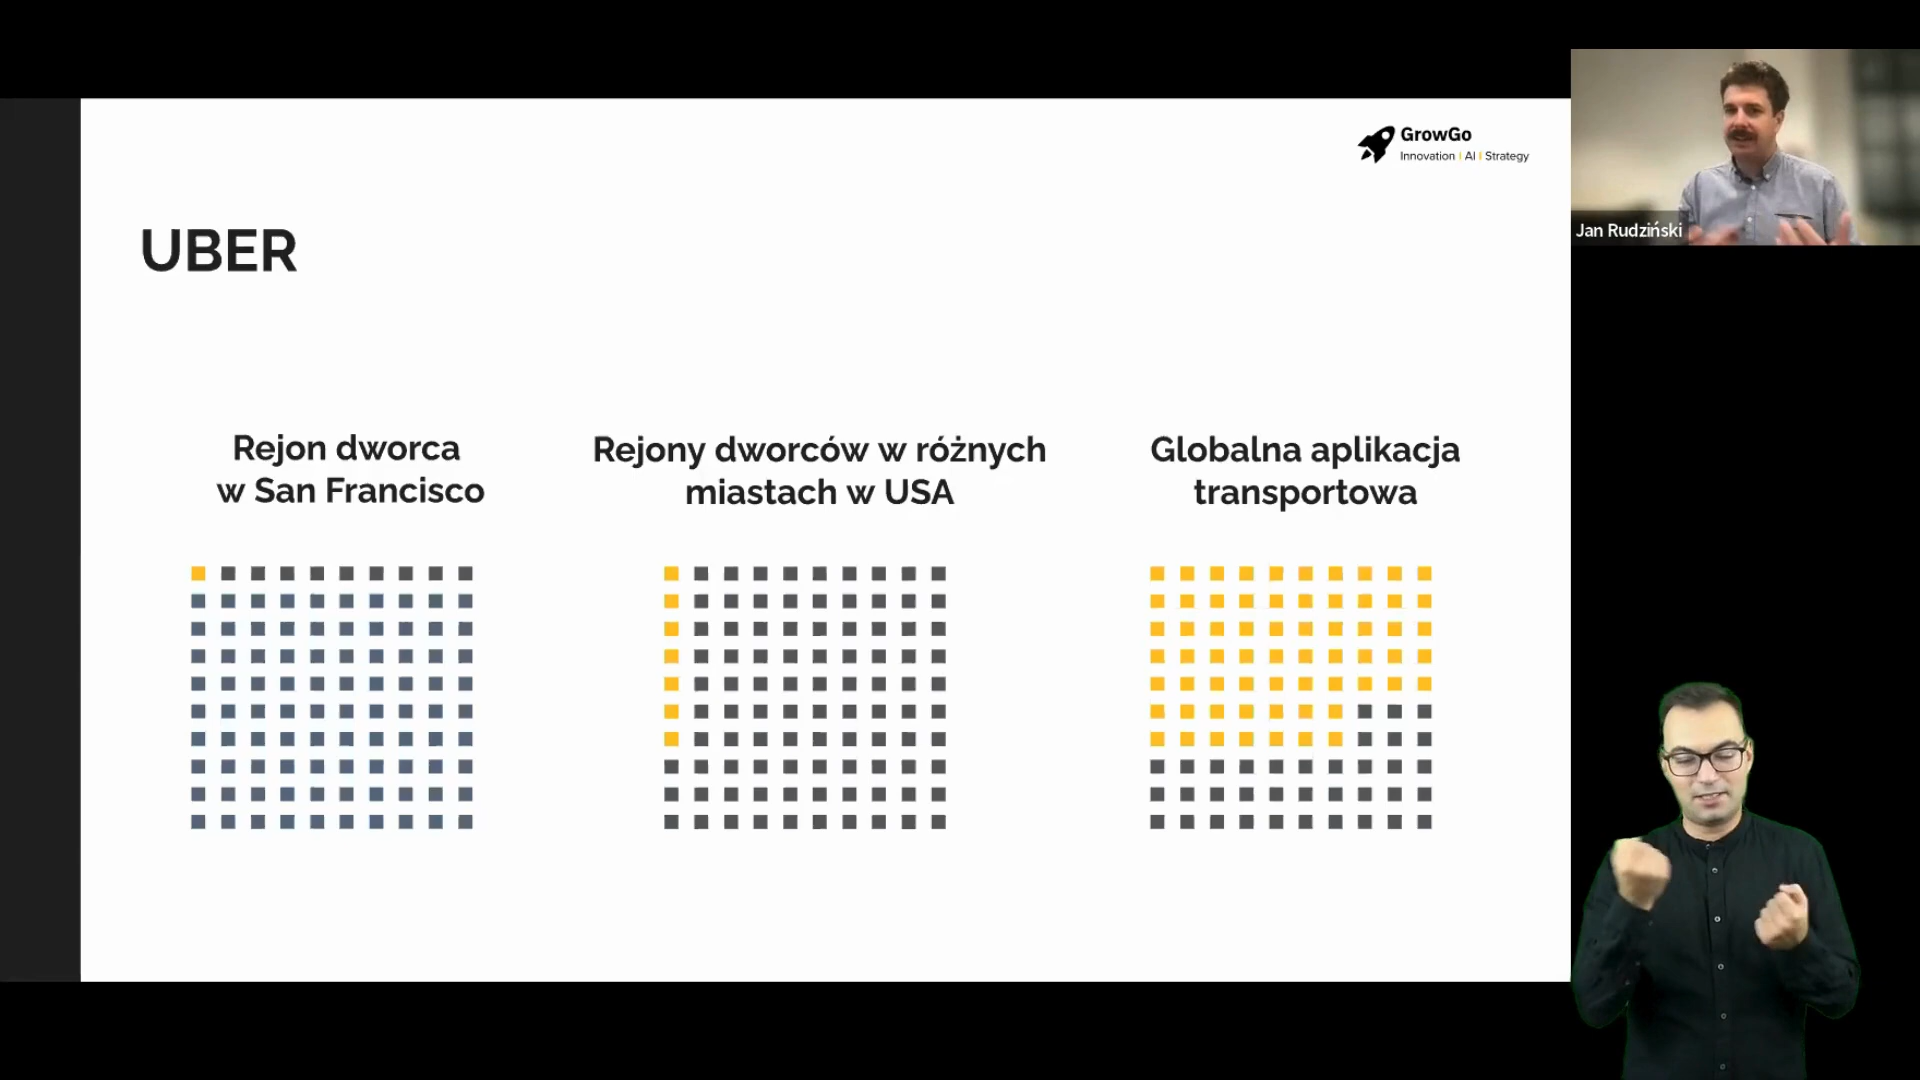 GrowGo
Innovation | AI | Strategy
Jan Rudziński
UBER
Rejon dworca
w San Francisco
Rejony dworców w różnych
miastach w USA
Globalna aplikacja
transportowa